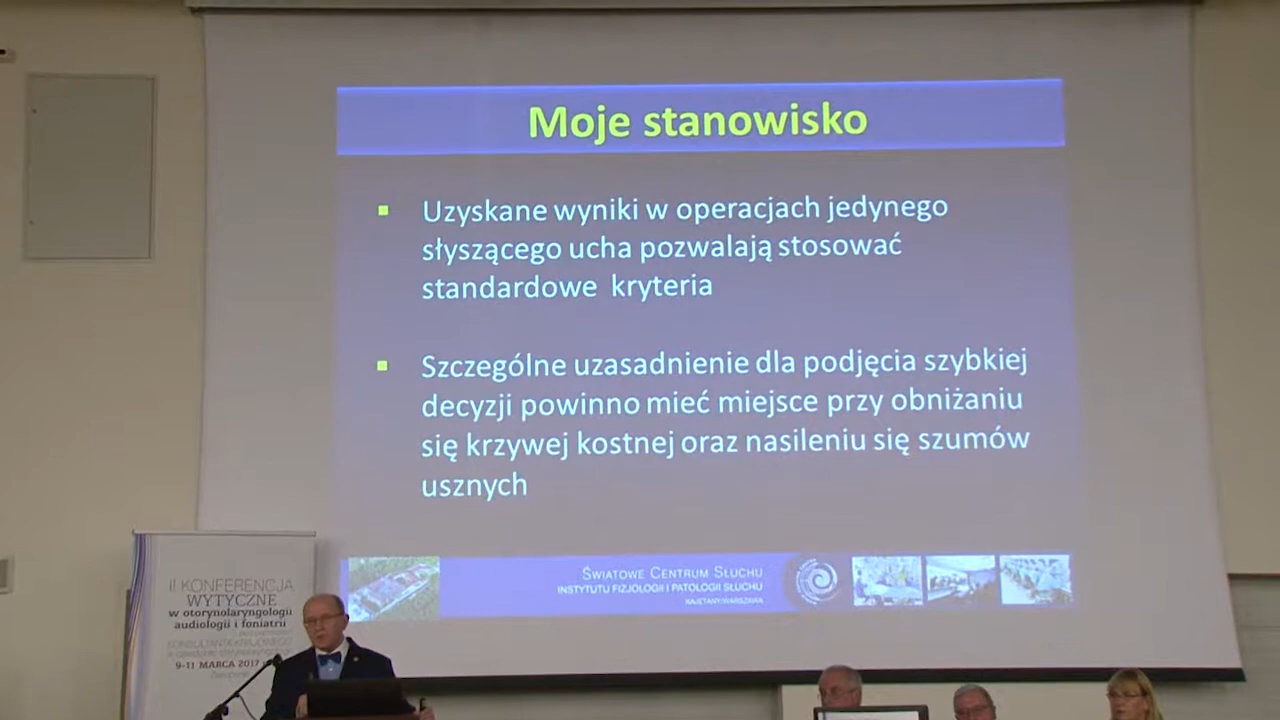 Moje stanowisko
Uzyskane wyniki w operacjach jedynego
słyszącego ucha pozwalają stosować
standardowe kryteria
Szczególne uzasadnienie dla podjęcia szybkiej
decyzji powinno mieć miejsce przy obniżaniu
się krzywej kostnej oraz nasileniu się szumów
usznych
ŚWIATOWE CENTRUM SŁUCHU
INSTYTUTU FIZJOLOGII I PATOLOGII SŁUCHU
KAJETANY/WARSZAWA
II KONFERENCJA
WYTYCZNE
w otorynolaryngologii
audiologii i foniatrii
KONSULTANTA KRAJOWEGO
9-11 MARCA 2017